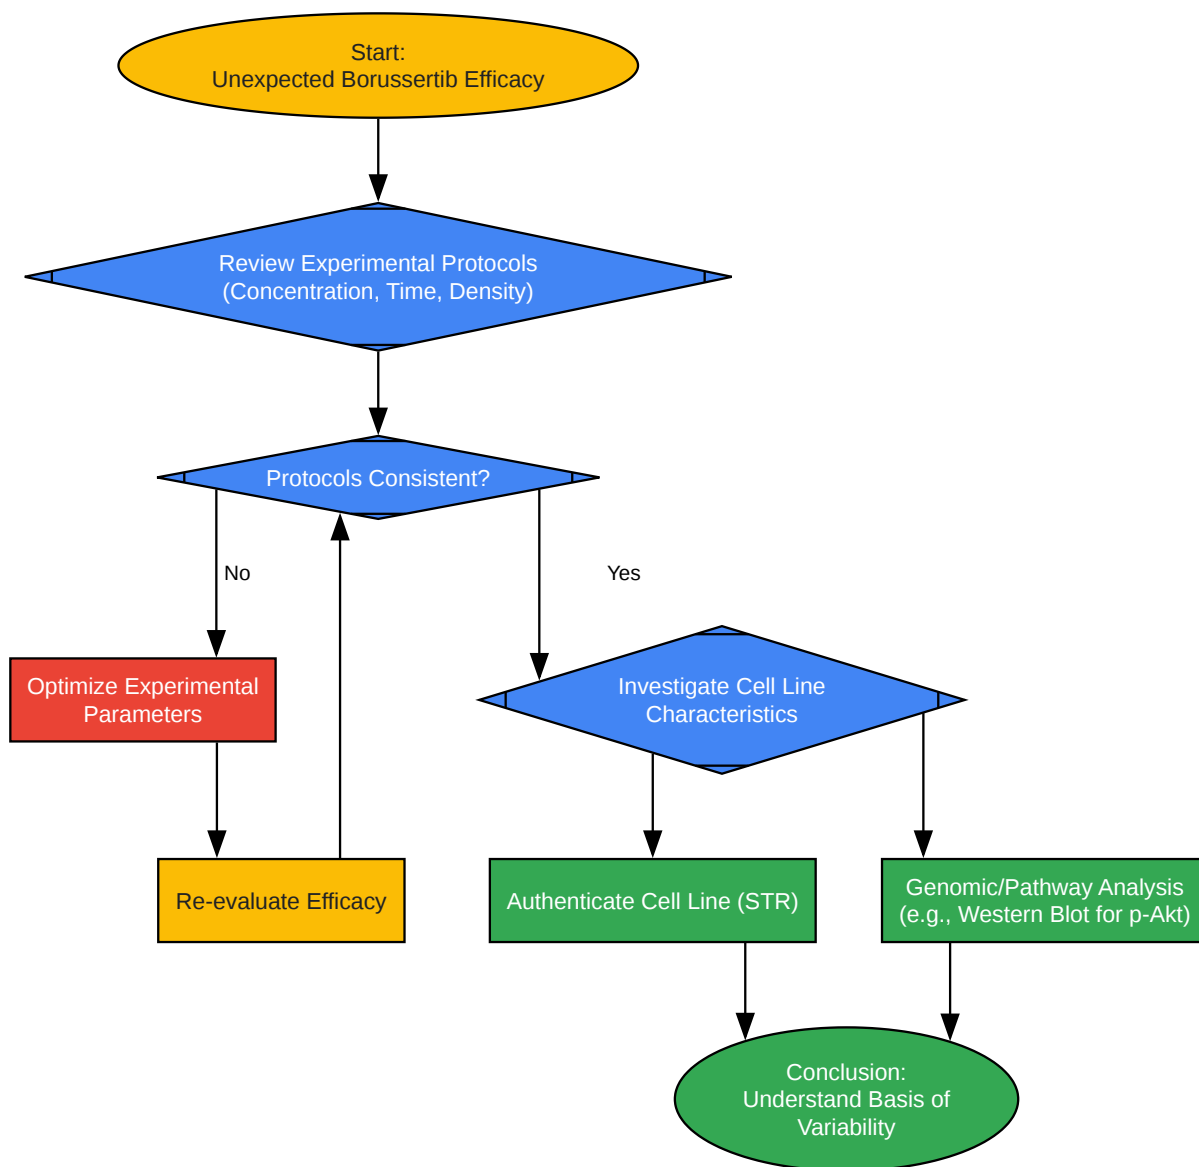 Start:
Unexpected Borussertib Efficacy
Review Experimental Protocols
(Concentration, Time, Density)
Protocols Consistent?
No
Yes
Optimize Experimental
Parameters
Investigate Cell Line
Characteristics
Re-evaluate Efficacy
Authenticate Cell Line (STR)
Genomic/Pathway Analysis
(e.g., Western Blot for p-Akt)
Conclusion:
Understand Basis of
Variability